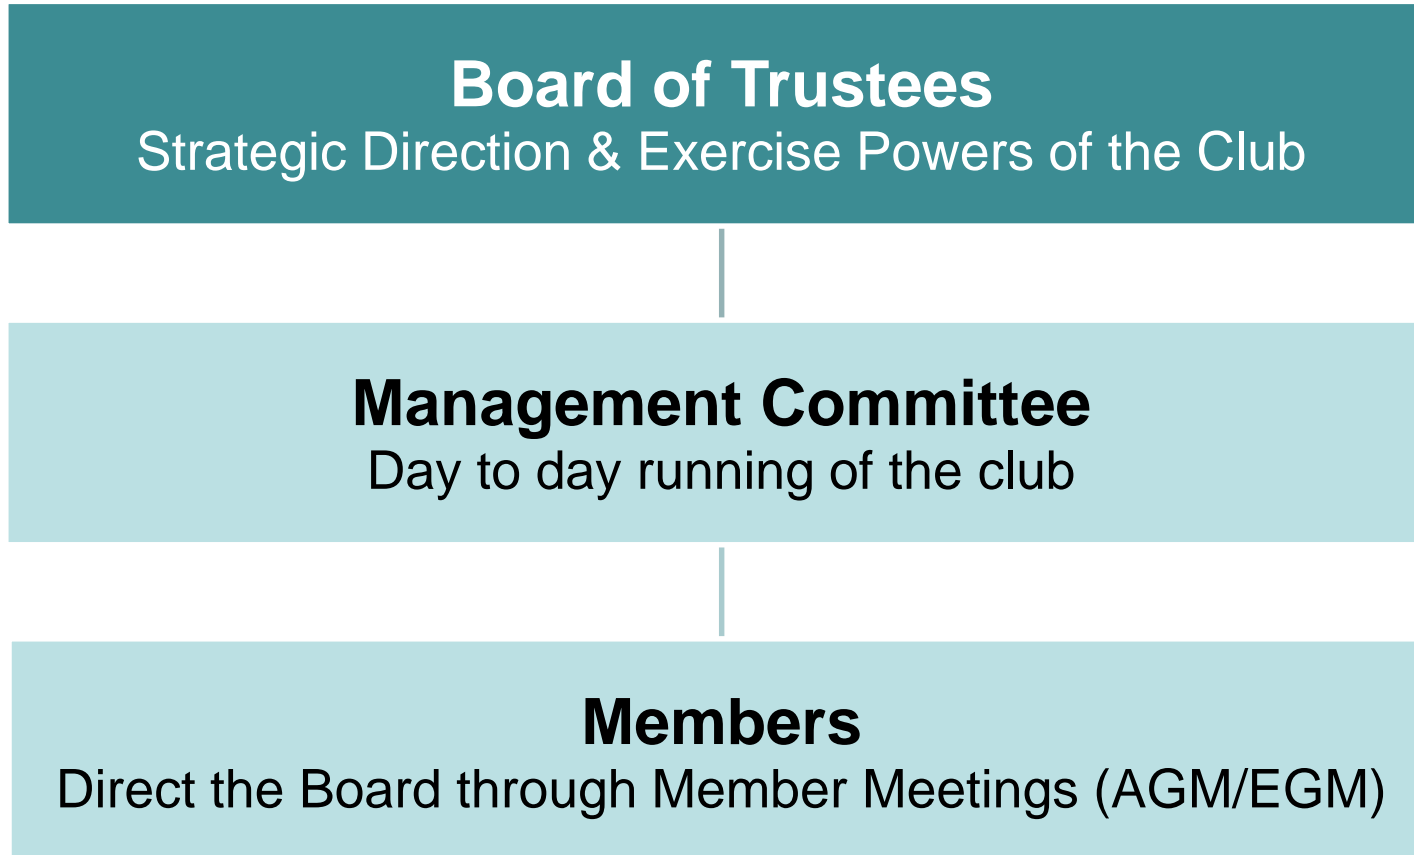 Board of Trustees
Strategic Direction & Exercise Powers of the Club
Management Committee
Day to day running of the club
Members
Direct the Board through Member Meetings (AGM/EGM)